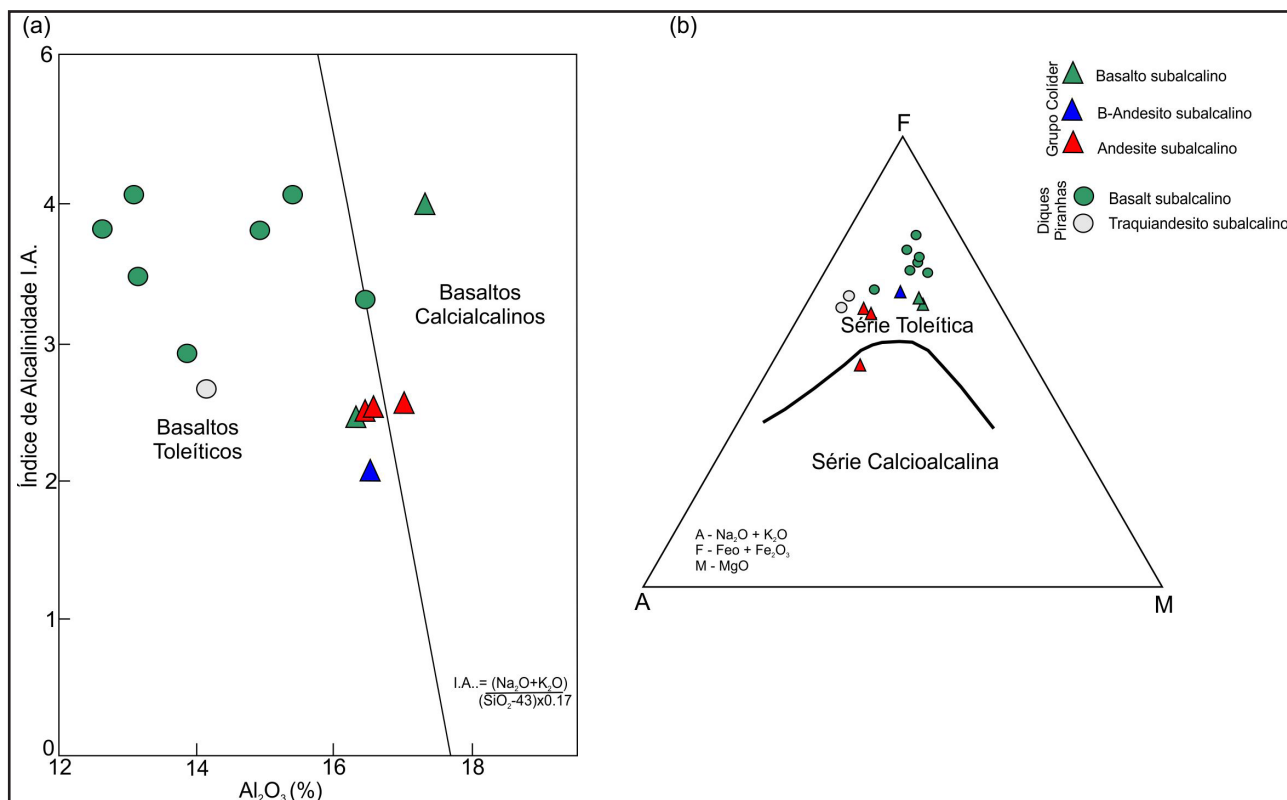 (a)
6
4
3
2
1
0
12
14
16
18
Índice de Alcalinidade I.A.
Al₂O₃(%)
Basaltos
Calcialcalinos
Basaltos
Toleíticos
I.A..= (Na₂O+K₂O)
(SiO₂-43)x0.17
(b)
Grupo Colíder
Basalto subalcalino
B-Andesito subalcalino
Andesite subalcalino
Diques
Piranhas
Basalt subalcalino
Traquiandesito subalcalino
F
Série Toleítica
Série Calcioalcalina
A - Na₂O + K₂O
F - Feo + Fe₂O₃
M - MgO
A
M